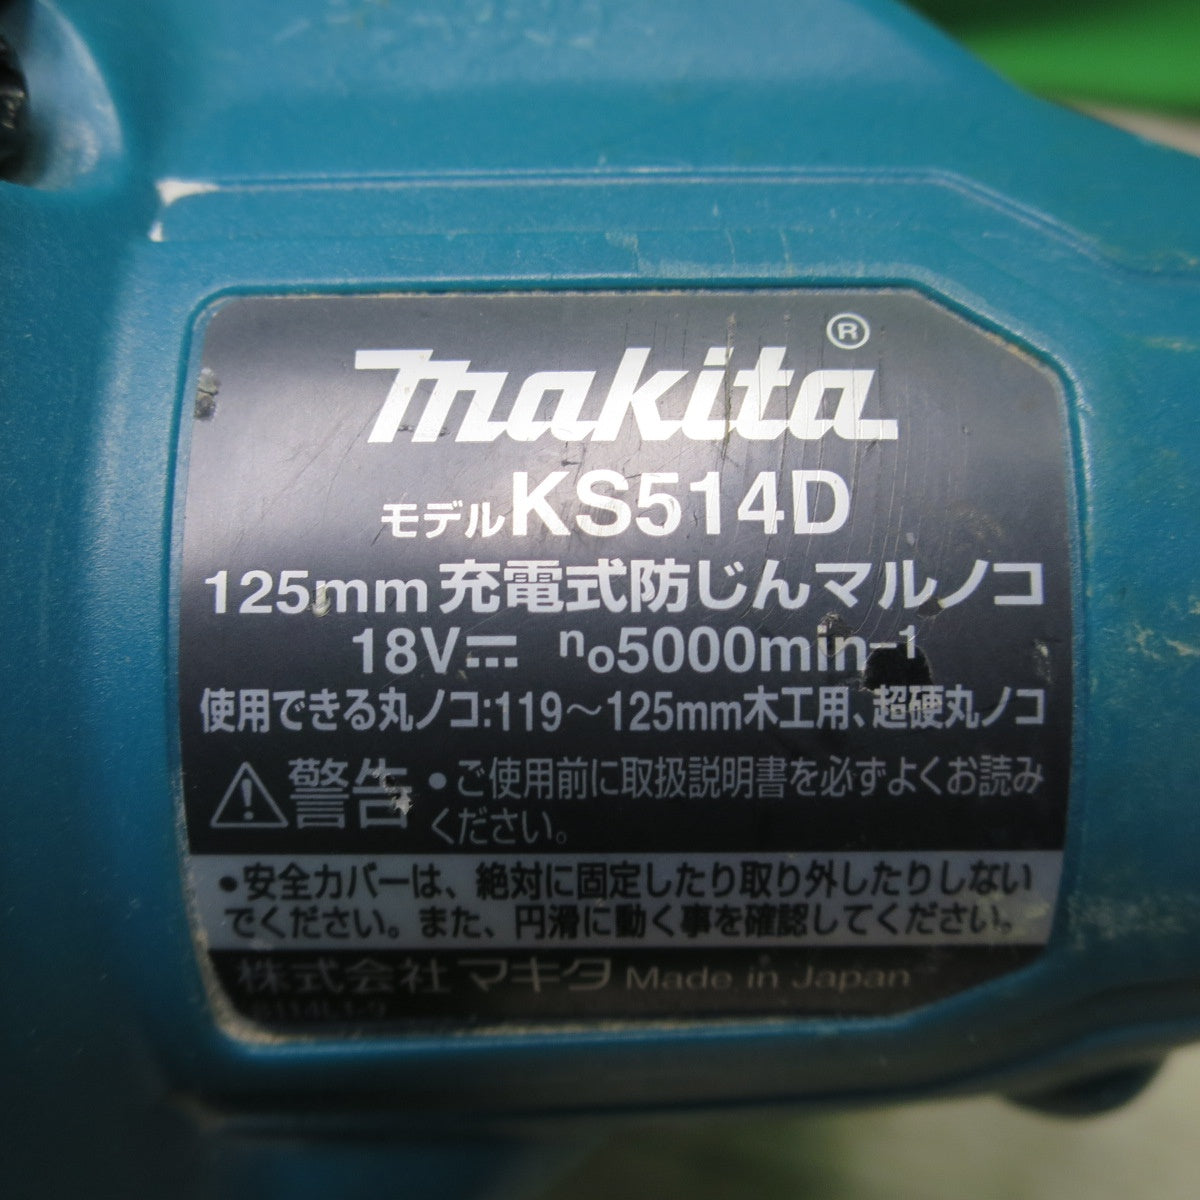 makita®
モデルKS514D
125mm 充電式防じんマルノコ
18V⎓ n₀5000min⁻¹
使用できる丸ノコ:119～125mm木工用、超硬丸ノコ
⚠警告 •ご使用前に取扱説明書を必ずよくお読み
ください。
•安全カバーは、絶対に固定したり取り外したりしない
でください。また、円滑に動く事を確認してください。
株式会社 マキタ Made in Japan